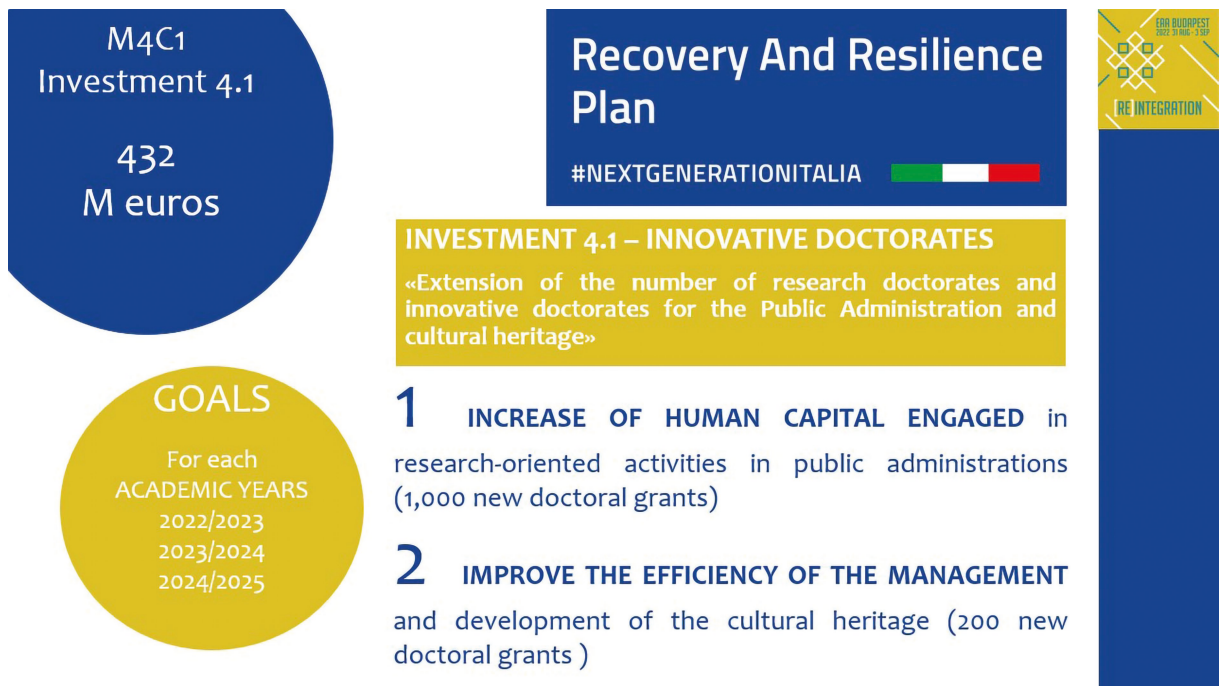 M4C1
Investment 4.1
432
M euros
Recovery And Resilience
Plan
#NEXTGENERATIONITALIA
EAA BUDAPEST
2022 31 AUG - 3 SEP
[RE]INTEGRATION
INVESTMENT 4.1 – INNOVATIVE DOCTORATES
«Extension of the number of research doctorates and
innovative doctorates for the Public Administration and
cultural heritage»
GOALS
For each
ACADEMIC YEARS
2022/2023
2023/2024
2024/2025
1 INCREASE OF HUMAN CAPITAL ENGAGED in
research-oriented activities in public administrations
(1,000 new doctoral grants)
2 IMPROVE THE EFFICIENCY OF THE MANAGEMENT
and development of the cultural heritage (200 new
doctoral grants )